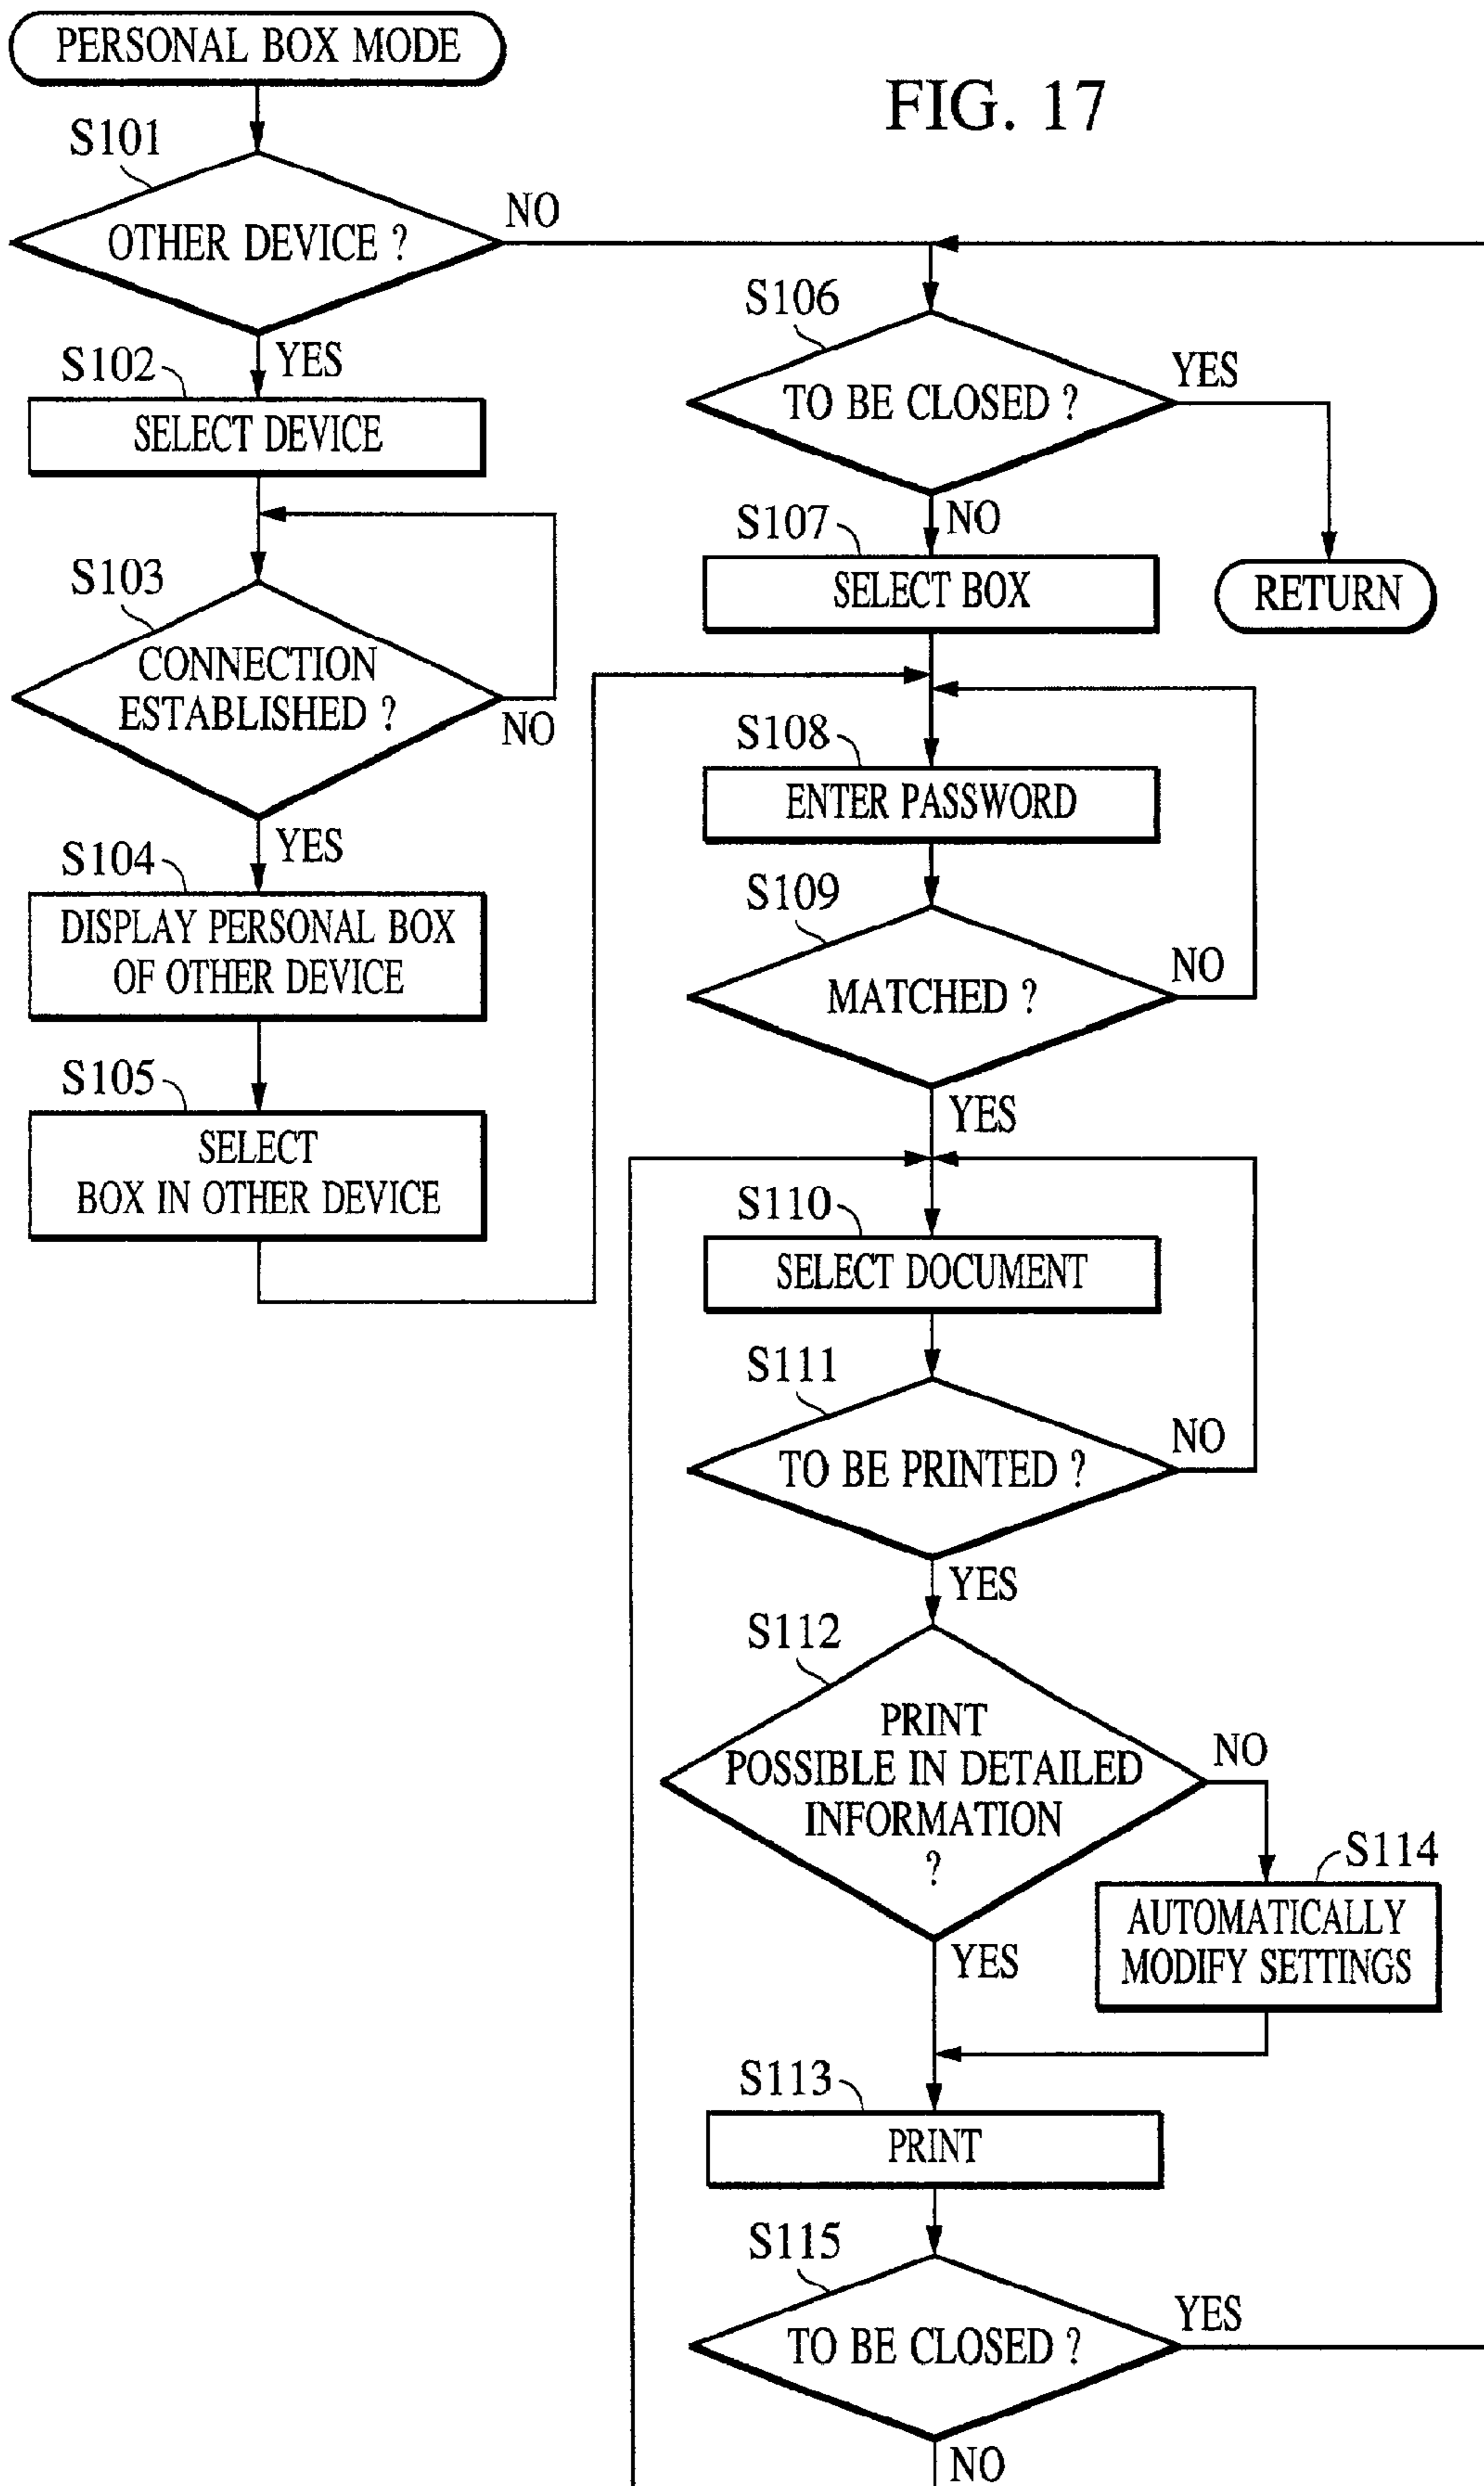 PERSONAL BOX MODE
FIG. 17
S101
OTHER DEVICE ?
NO
YES
S102
SELECT DEVICE
S103
CONNECTION
ESTABLISHED ?
NO
YES
S104
DISPLAY PERSONAL BOX
OF OTHER DEVICE
S105
SELECT
BOX IN OTHER DEVICE
S106
TO BE CLOSED ?
YES
RETURN
NO
S107
SELECT BOX
S108
ENTER PASSWORD
S109
MATCHED ?
NO
YES
S110
SELECT DOCUMENT
S111
TO BE PRINTED ?
NO
YES
S112
PRINT
POSSIBLE IN DETAILED
INFORMATION
?
NO
S114
AUTOMATICALLY
MODIFY SETTINGS
YES
S113
PRINT
S115
TO BE CLOSED ?
YES
NO